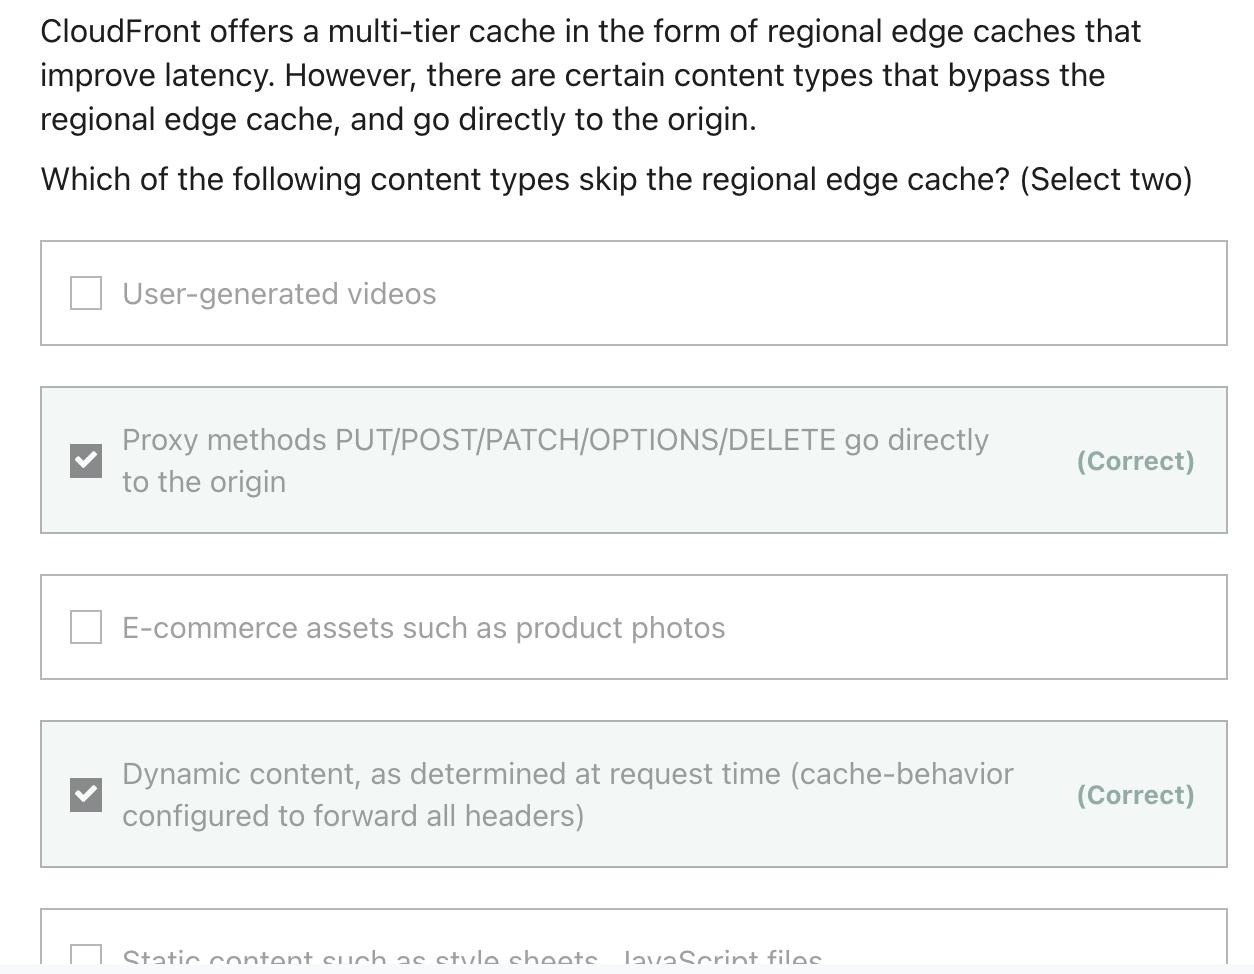 CloudFront offers a multi-tier cache in the form of regional edge caches that
improve latency. However, there are certain content types that bypass the
regional edge cache, and go directly to the origin.
Which of the following content types skip the regional edge cache? (Select two)
User-generated videos
Proxy methods PUT/POST/PATCH/OPTIONS/DELETE go directly
to the origin
(Correct)
E-commerce assets such as product photos
Dynamic content, as determined at request time (cache-behavior
configured to forward all headers)
(Correct)
Static content such as style sheets, JavaScript files